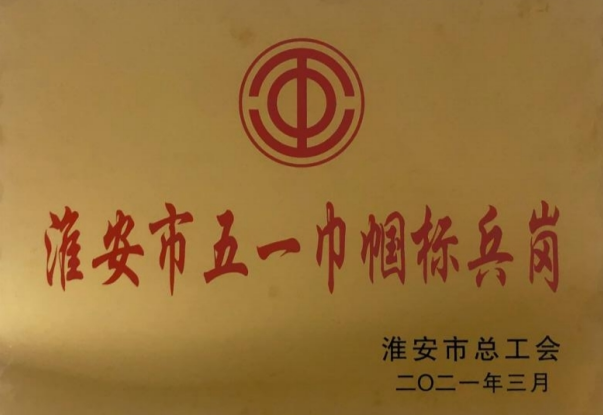 淮安市五一巾帼标兵岗
淮安市总工会
二〇二一年三月